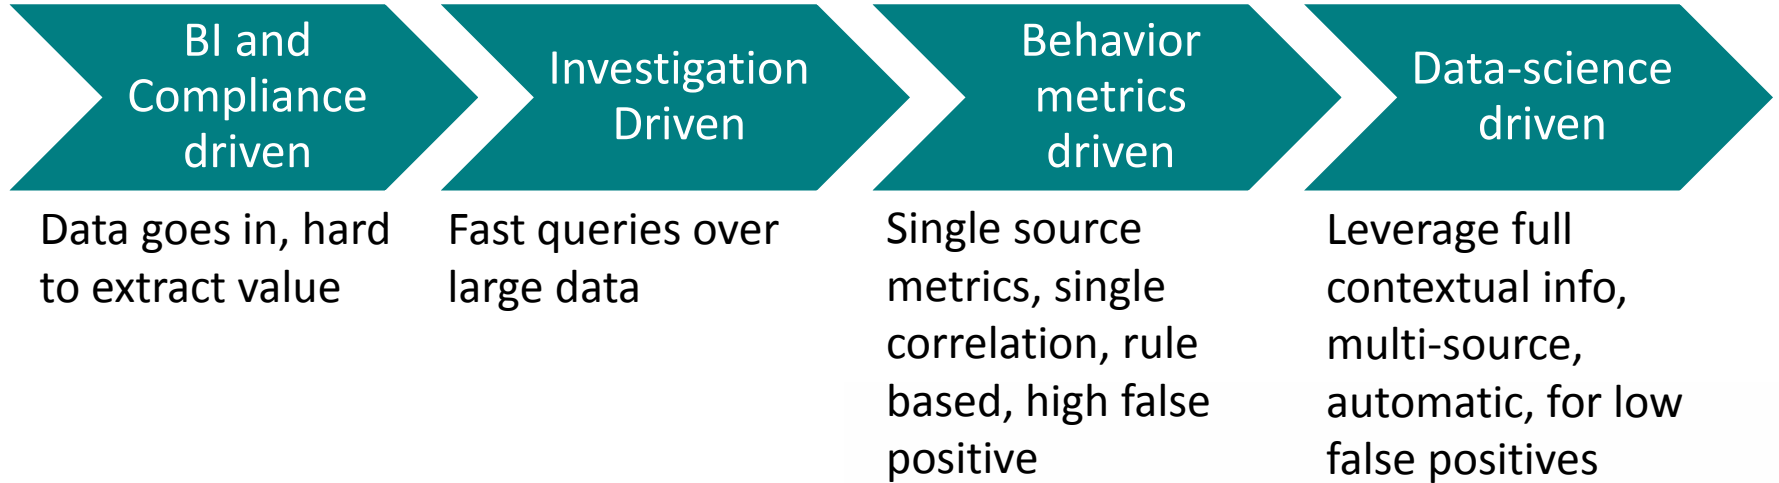 BI and
Compliance
driven
Data goes in, hard
to extract value
Investigation
Driven
Fast queries over
large data
Behavior
metrics
driven
Single source
metrics, single
correlation, rule
based, high false
positive
Data-science
driven
Leverage full
contextual info,
multi-source,
automatic, for low
false positives